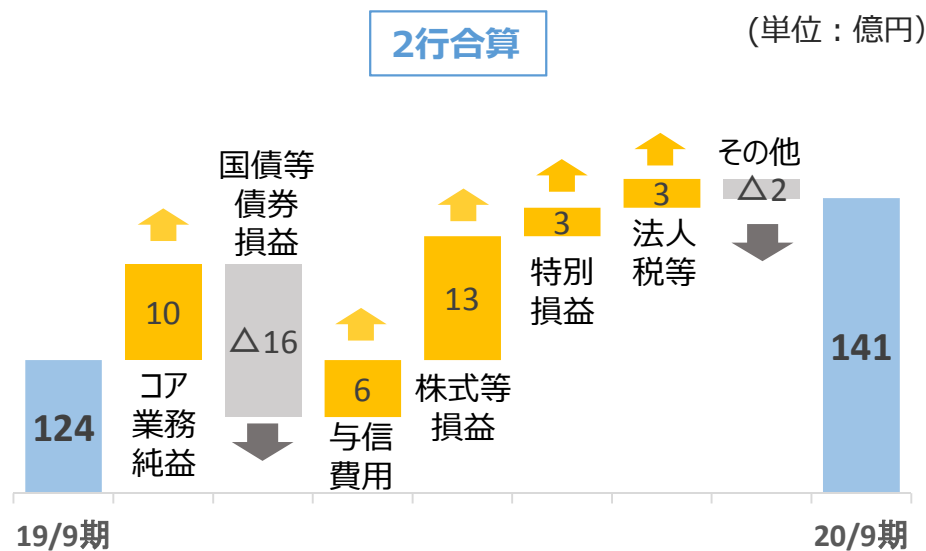 2行合算
(単位：億円)
124
10
コア
業務
純益
国債等
債券
損益
△16
6
与信
費用
13
株式等
損益
3
特別
損益
3
法人
税等
その他
△2
141
19/9期
20/9期